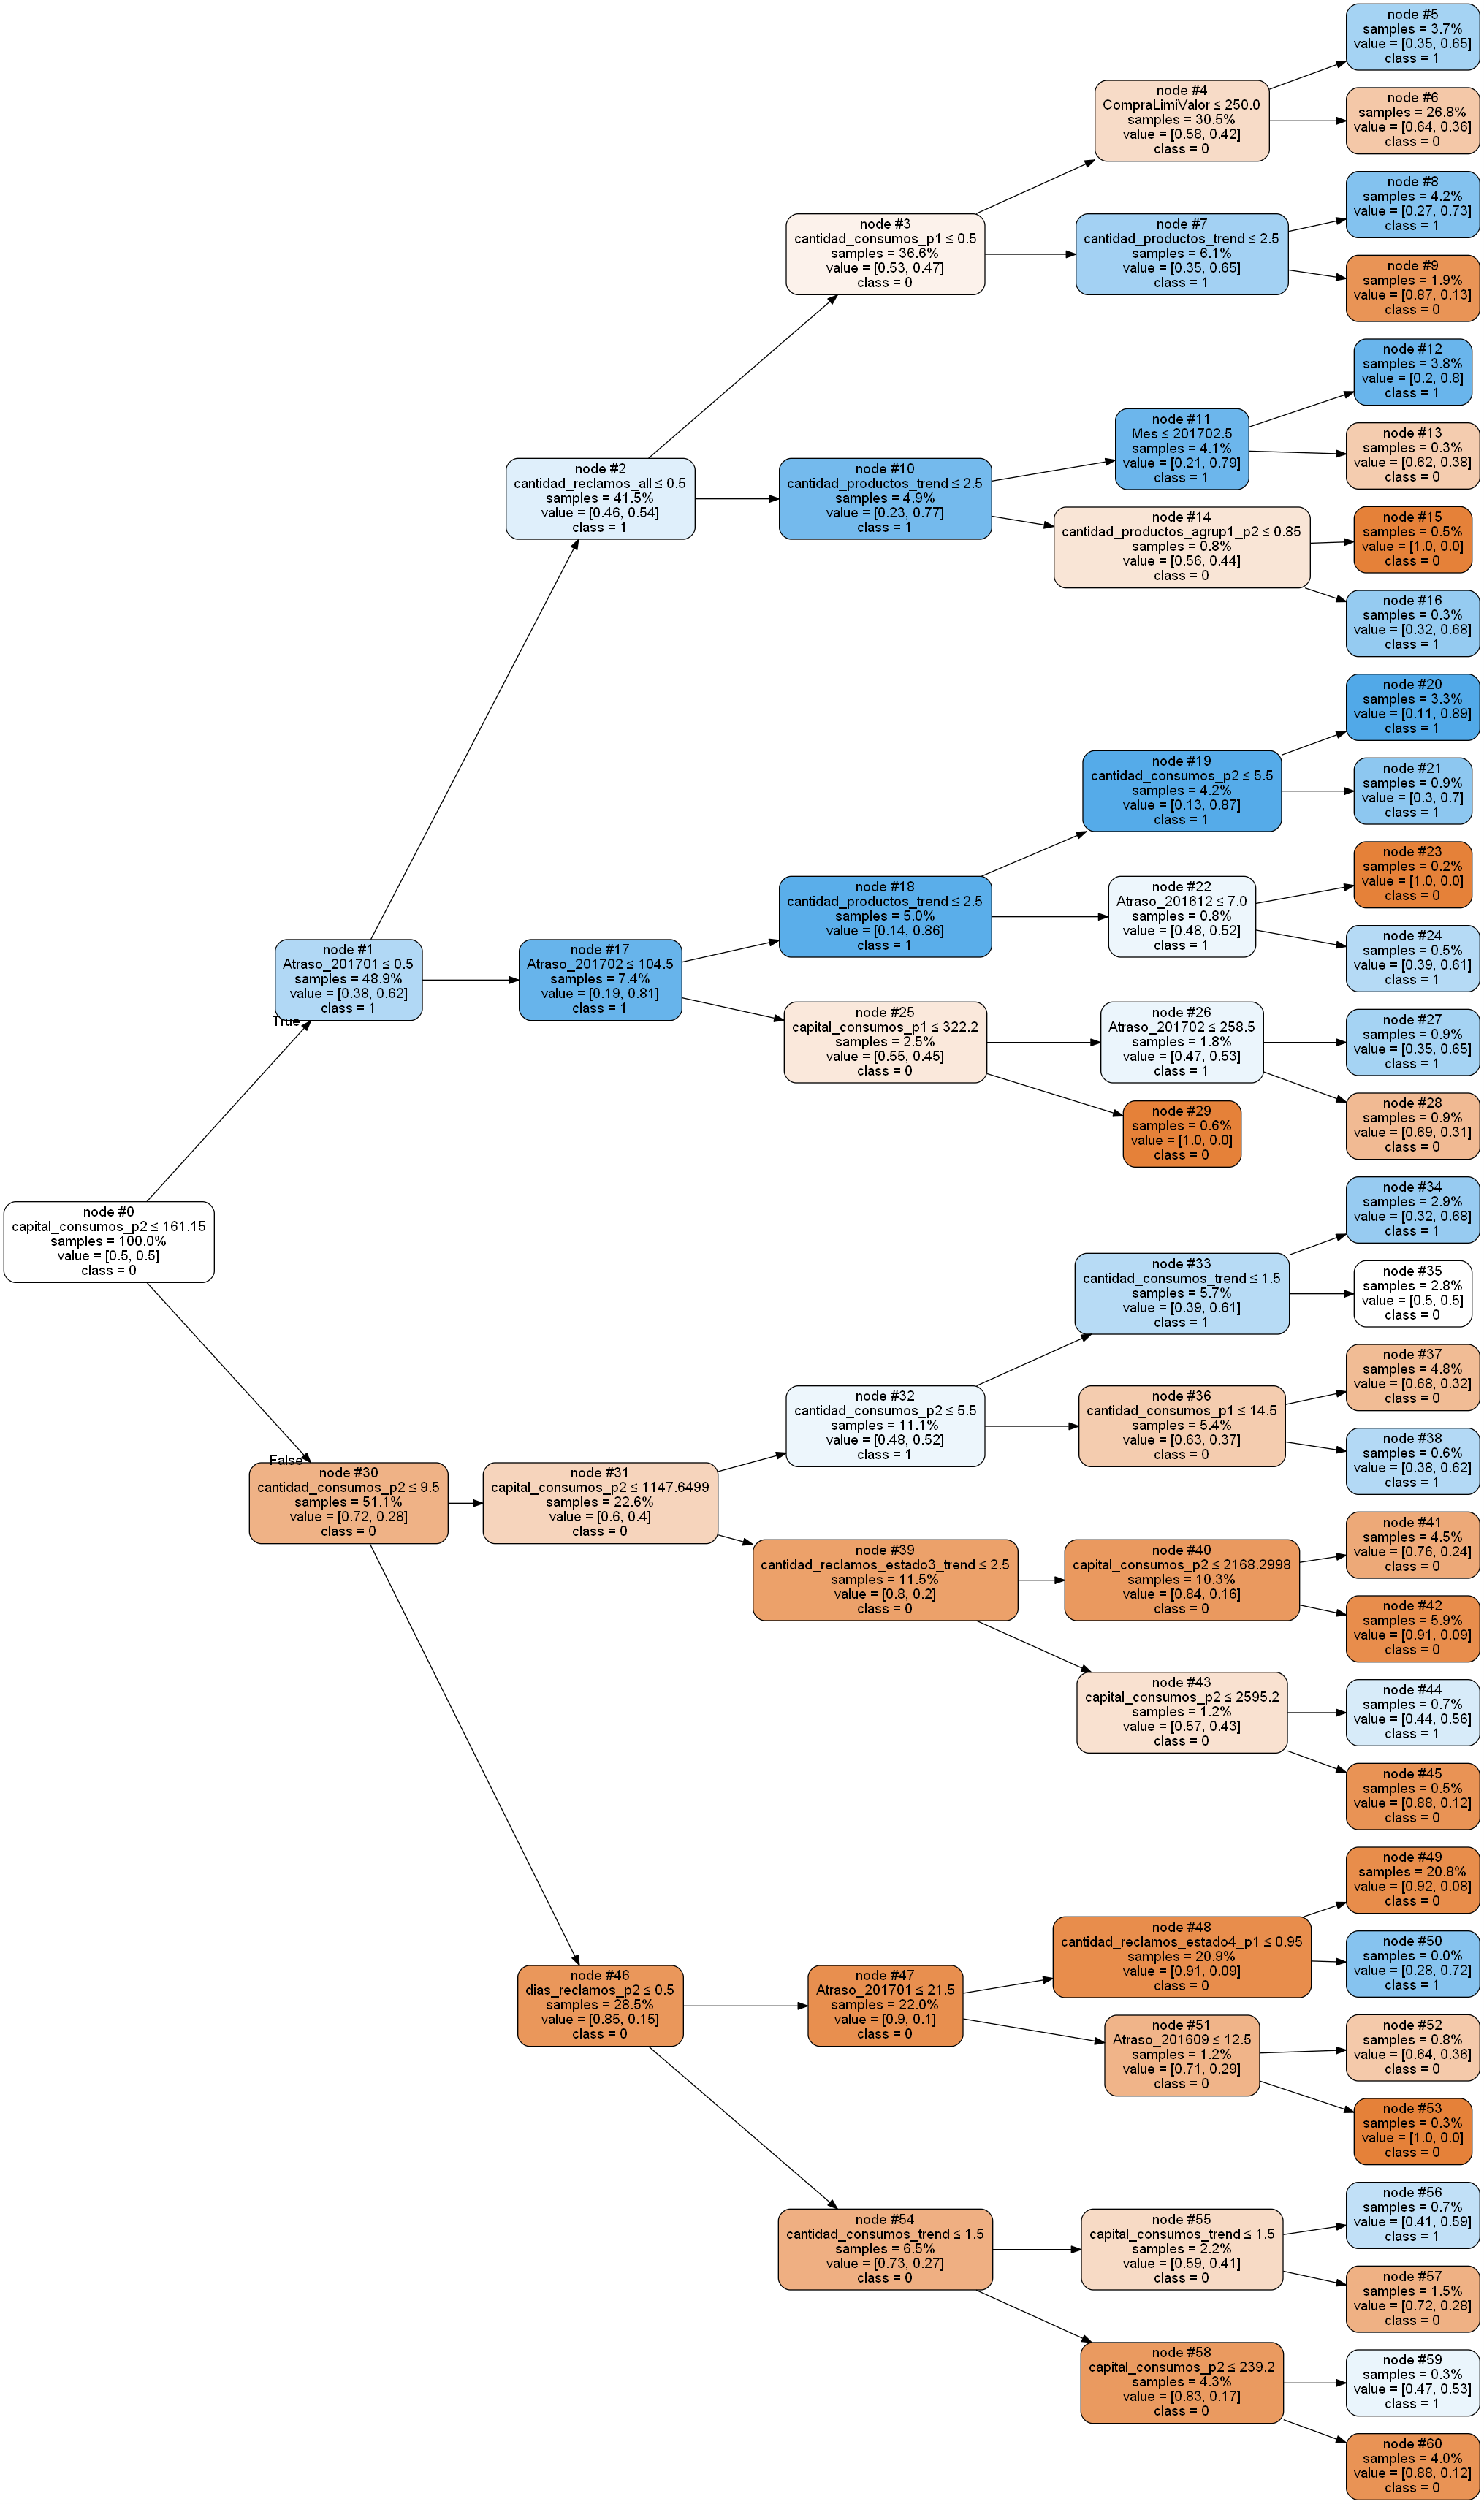 node #0
capital_consumos_p2 ≤ 161.15
samples = 100.0%
value = [0.5, 0.5]
class = 0
True
False
node #1
Atraso_201701 ≤ 0.5
samples = 48.9%
value = [0.38, 0.62]
class = 1
node #2
cantidad_reclamos_all ≤ 0.5
samples = 41.5%
value = [0.46, 0.54]
class = 1
node #3
cantidad_consumos_p1 ≤ 0.5
samples = 36.6%
value = [0.53, 0.47]
class = 0
node #4
CompraLimiValor ≤ 250.0
samples = 30.5%
value = [0.58, 0.42]
class = 0
node #5
samples = 3.7%
value = [0.35, 0.65]
class = 1
node #6
samples = 26.8%
value = [0.64, 0.36]
class = 0
node #7
cantidad_productos_trend ≤ 2.5
samples = 6.1%
value = [0.35, 0.65]
class = 1
node #8
samples = 4.2%
value = [0.27, 0.73]
class = 1
node #9
samples = 1.9%
value = [0.87, 0.13]
class = 0
node #10
cantidad_productos_trend ≤ 2.5
samples = 4.9%
value = [0.23, 0.77]
class = 1
node #11
Mes ≤ 201702.5
samples = 4.1%
value = [0.21, 0.79]
class = 1
node #12
samples = 3.8%
value = [0.2, 0.8]
class = 1
node #13
samples = 0.3%
value = [0.62, 0.38]
class = 0
node #14
cantidad_productos_agrup1_p2 ≤ 0.85
samples = 0.8%
value = [0.56, 0.44]
class = 0
node #15
samples = 0.5%
value = [1.0, 0.0]
class = 0
node #16
samples = 0.3%
value = [0.32, 0.68]
class = 1
node #17
Atraso_201702 ≤ 104.5
samples = 7.4%
value = [0.19, 0.81]
class = 1
node #18
cantidad_productos_trend ≤ 2.5
samples = 5.0%
value = [0.14, 0.86]
class = 1
node #19
cantidad_consumos_p2 ≤ 5.5
samples = 4.2%
value = [0.13, 0.87]
class = 1
node #20
samples = 3.3%
value = [0.11, 0.89]
class = 1
node #21
samples = 0.9%
value = [0.3, 0.7]
class = 1
node #22
Atraso_201612 ≤ 7.0
samples = 0.8%
value = [0.48, 0.52]
class = 1
node #23
samples = 0.2%
value = [1.0, 0.0]
class = 0
node #24
samples = 0.5%
value = [0.39, 0.61]
class = 1
node #25
capital_consumos_p1 ≤ 322.2
samples = 2.5%
value = [0.55, 0.45]
class = 0
node #26
Atraso_201702 ≤ 258.5
samples = 1.8%
value = [0.47, 0.53]
class = 1
node #27
samples = 0.9%
value = [0.35, 0.65]
class = 1
node #28
samples = 0.9%
value = [0.69, 0.31]
class = 0
node #29
samples = 0.6%
value = [1.0, 0.0]
class = 0
node #30
cantidad_consumos_p2 ≤ 9.5
samples = 51.1%
value = [0.72, 0.28]
class = 0
node #31
capital_consumos_p2 ≤ 1147.6499
samples = 22.6%
value = [0.6, 0.4]
class = 0
node #32
cantidad_consumos_p2 ≤ 5.5
samples = 11.1%
value = [0.48, 0.52]
class = 1
node #33
cantidad_consumos_trend ≤ 1.5
samples = 5.7%
value = [0.39, 0.61]
class = 1
node #34
samples = 2.9%
value = [0.32, 0.68]
class = 1
node #35
samples = 2.8%
value = [0.5, 0.5]
class = 0
node #36
cantidad_consumos_p1 ≤ 14.5
samples = 5.4%
value = [0.63, 0.37]
class = 0
node #37
samples = 4.8%
value = [0.68, 0.32]
class = 0
node #38
samples = 0.6%
value = [0.38, 0.62]
class = 1
node #39
cantidad_reclamos_estado3_trend ≤ 2.5
samples = 11.5%
value = [0.8, 0.2]
class = 0
node #40
capital_consumos_p2 ≤ 2168.2998
samples = 10.3%
value = [0.84, 0.16]
class = 0
node #41
samples = 4.5%
value = [0.76, 0.24]
class = 0
node #42
samples = 5.9%
value = [0.91, 0.09]
class = 0
node #43
capital_consumos_p2 ≤ 2595.2
samples = 1.2%
value = [0.57, 0.43]
class = 0
node #44
samples = 0.7%
value = [0.44, 0.56]
class = 1
node #45
samples = 0.5%
value = [0.88, 0.12]
class = 0
node #46
dias_reclamos_p2 ≤ 0.5
samples = 28.5%
value = [0.85, 0.15]
class = 0
node #47
Atraso_201701 ≤ 21.5
samples = 22.0%
value = [0.9, 0.1]
class = 0
node #48
cantidad_reclamos_estado4_p1 ≤ 0.95
samples = 20.9%
value = [0.91, 0.09]
class = 0
node #49
samples = 20.8%
value = [0.92, 0.08]
class = 0
node #50
samples = 0.0%
value = [0.28, 0.72]
class = 1
node #51
Atraso_201609 ≤ 12.5
samples = 1.2%
value = [0.71, 0.29]
class = 0
node #52
samples = 0.8%
value = [0.64, 0.36]
class = 0
node #53
samples = 0.3%
value = [1.0, 0.0]
class = 0
node #54
cantidad_consumos_trend ≤ 1.5
samples = 6.5%
value = [0.73, 0.27]
class = 0
node #55
capital_consumos_trend ≤ 1.5
samples = 2.2%
value = [0.59, 0.41]
class = 0
node #56
samples = 0.7%
value = [0.41, 0.59]
class = 1
node #57
samples = 1.5%
value = [0.72, 0.28]
class = 0
node #58
capital_consumos_p2 ≤ 239.2
samples = 4.3%
value = [0.83, 0.17]
class = 0
node #59
samples = 0.3%
value = [0.47, 0.53]
class = 1
node #60
samples = 4.0%
value = [0.88, 0.12]
class = 0